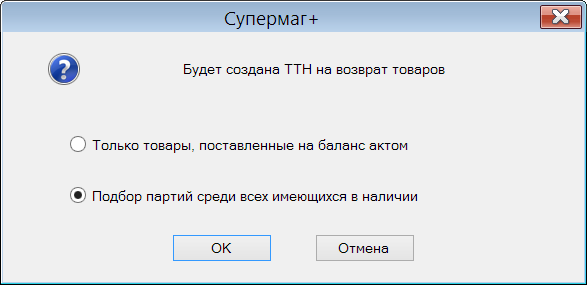 Супермаг+
Будет создана ТТН на возврат товаров
Только товары, поставленные на баланс актом
Подбор партий среди всех имеющихся в наличии
OK
Отмена